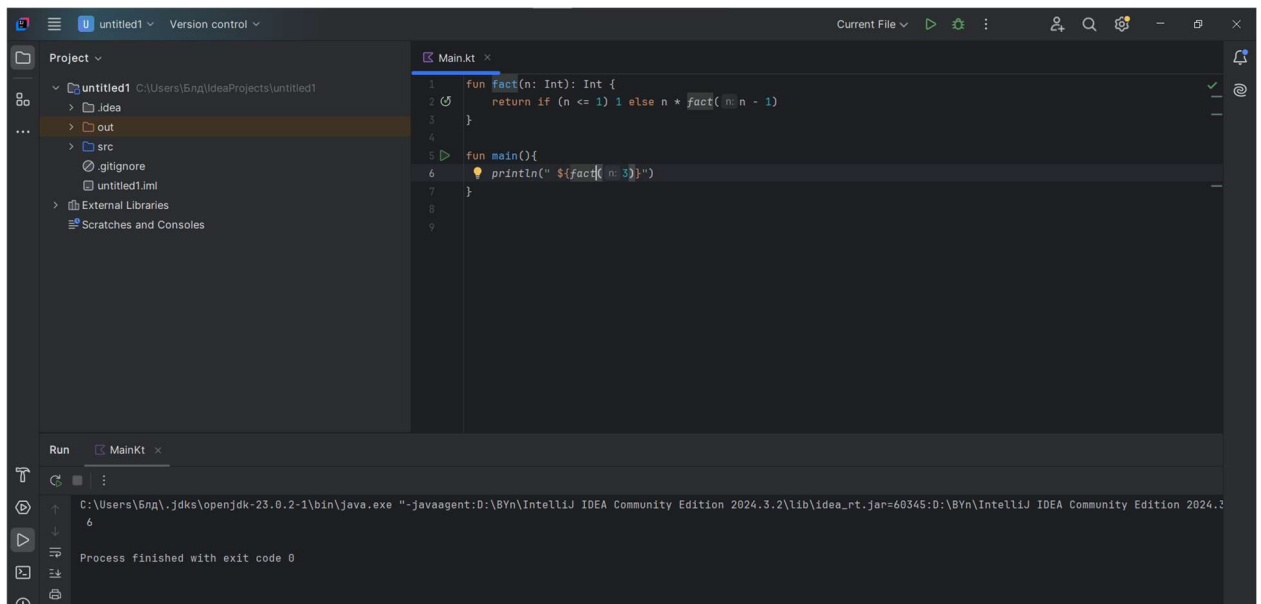 U untitled1 Version control Current File
Project
Main.kt
untitled1 C:\Users\Блд\IdeaProjects\untitled1
.idea
out
src
.gitignore
untitled1.iml
External Libraries
Scratches and Consoles
1 fun fact(n: Int): Int {
2 return if (n <= 1) 1 else n * fact( n: n - 1)
3 }
4
5 fun main(){
6 println(" ${fact( n: 3)}")
7 }
8
9
Run MainKt
C:\Users\Блд\.jdks\openjdk-23.0.2-1\bin\java.exe "-javaagent:D:\BYn\IntelliJ IDEA Community Edition 2024.3.2\lib\idea_rt.jar=60345:D:\BYn\IntelliJ IDEA Community Edition 2024.3
6
Process finished with exit code 0